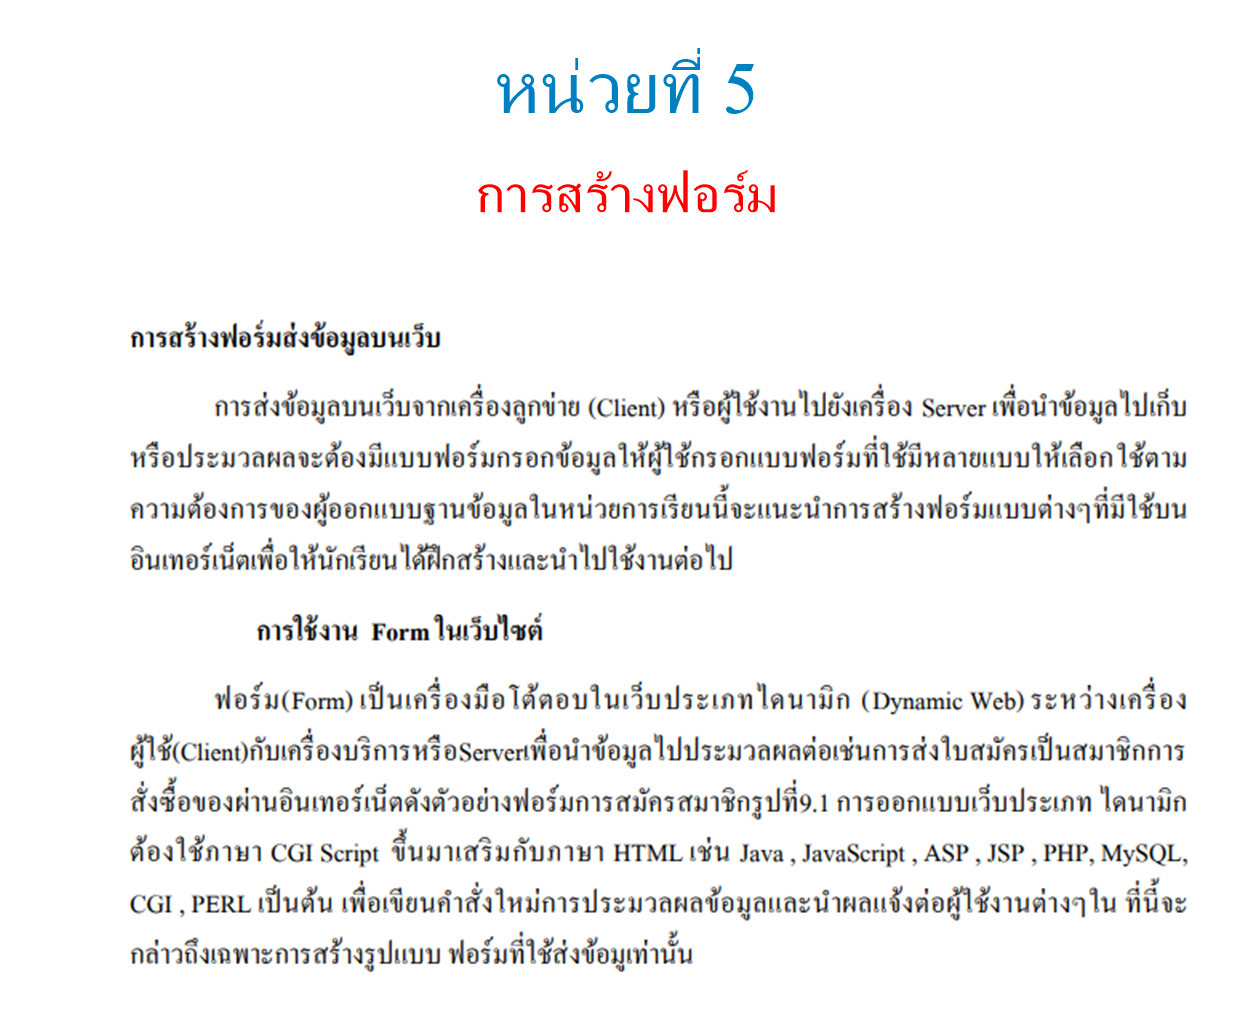 หน่วยที่ 5
การสร้างฟอร์ม
การสร้างฟอร์มส่งข้อมูลบนเว็บ
การส่งข้อมูลบนเว็บจากเครื่องลูกข่าย (Client) หรือผู้ใช้งานไปยังเครื่อง Server เพื่อนำข้อมูลไปเก็บ
หรือประมวลผลจะต้องมีแบบฟอร์มกรอกข้อมูลให้ผู้ใช้กรอกแบบฟอร์มที่ใช้มีหลายแบบให้เลือกใช้ตาม
ความต้องการของผู้ออกแบบฐานข้อมูลในหน่วยการเรียนนี้จะแนะนำการสร้างฟอร์มแบบต่างๆที่มีใช้บน
อินเทอร์เน็ตเพื่อให้นักเรียนได้ฝึกสร้างและนำไปใช้งานต่อไป
การใช้งาน Form ในเว็บไซต์
ฟอร์ม(Form) เป็นเครื่องมือโต้ตอบในเว็บประเภทไดนามิก (Dynamic Web) ระหว่างเครื่อง
ผู้ใช้(Client)กับเครื่องบริการหรือServerเพื่อนำข้อมูลไปประมวลผลต่อเช่นการส่งใบสมัครเป็นสมาชิกการ
สั่งซื้อของผ่านอินเทอร์เน็ตดังตัวอย่างฟอร์มการสมัครสมาชิกรูปที่9.1 การออกแบบเว็บประเภท ไดนามิก
ต้องใช้ภาษา CGI Script ขึ้นมาเสริมกับภาษา HTML เช่น Java , JavaScript , ASP , JSP , PHP, MySQL,
CGI , PERL เป็นต้น เพื่อเขียนคำสั่งใหม่การประมวลผลข้อมูลและนำผลแจ้งต่อผู้ใช้งานต่างๆใน ที่นี้จะ
กล่าวถึงเฉพาะการสร้างรูปแบบ ฟอร์มที่ใช้ส่งข้อมูเท่านั้น